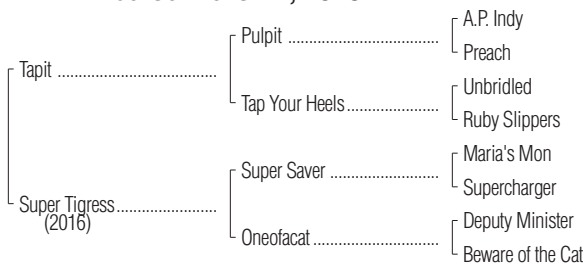 A.P. Indy
Pulpit
Preach
Tapit
Unbridled
Tap Your Heels
Ruby Slippers
Maria's Mon
Super Saver
Supercharger
Super Tigress
(2016)
Deputy Minister
Oneofacat
Beware of the Cat